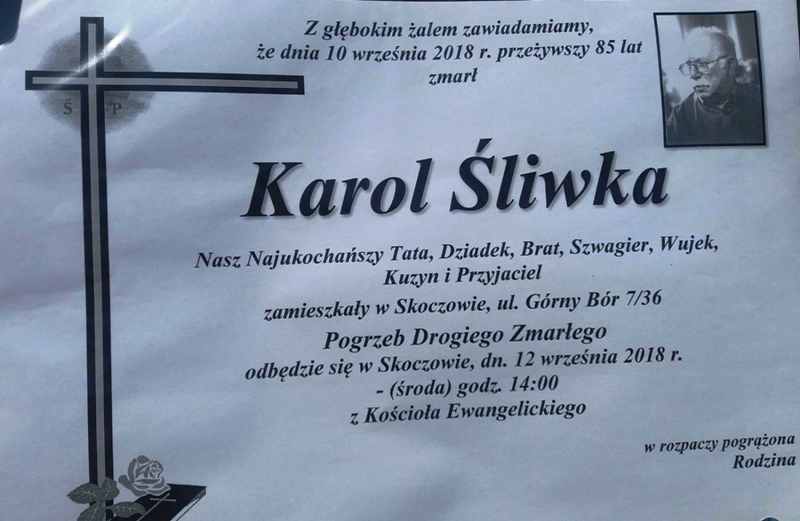 Z głębokim żalem zawiadamiamy,
że dnia 10 września 2018 r. przeżywszy 85 lat
zmarł
Ś P
Karol Śliwka
Nasz Najukochańszy Tata, Dziadek, Brat, Szwagier, Wujek,
Kuzyn i Przyjaciel
zamieszkały w Skoczowie, ul. Górny Bór 7/36
Pogrzeb Drogiego Zmarłego
odbędzie się w Skoczowie, dn. 12 września 2018 r.
- (środa) godz. 14:00
z Kościoła Ewangelickiego
w rozpaczy pogrążona
Rodzina